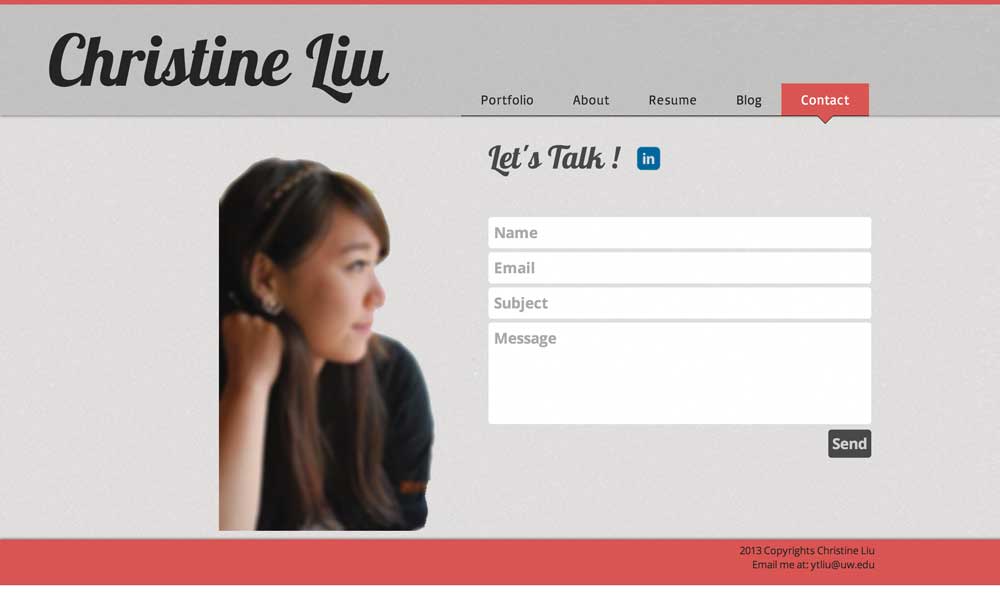 Christine Liu
Portfolio About Resume Blog Contact
Let's Talk !
in
Name
Email
Subject
Message
Send
2013 Copyrights Christine Liu
Email me at: ytliu@uw.edu